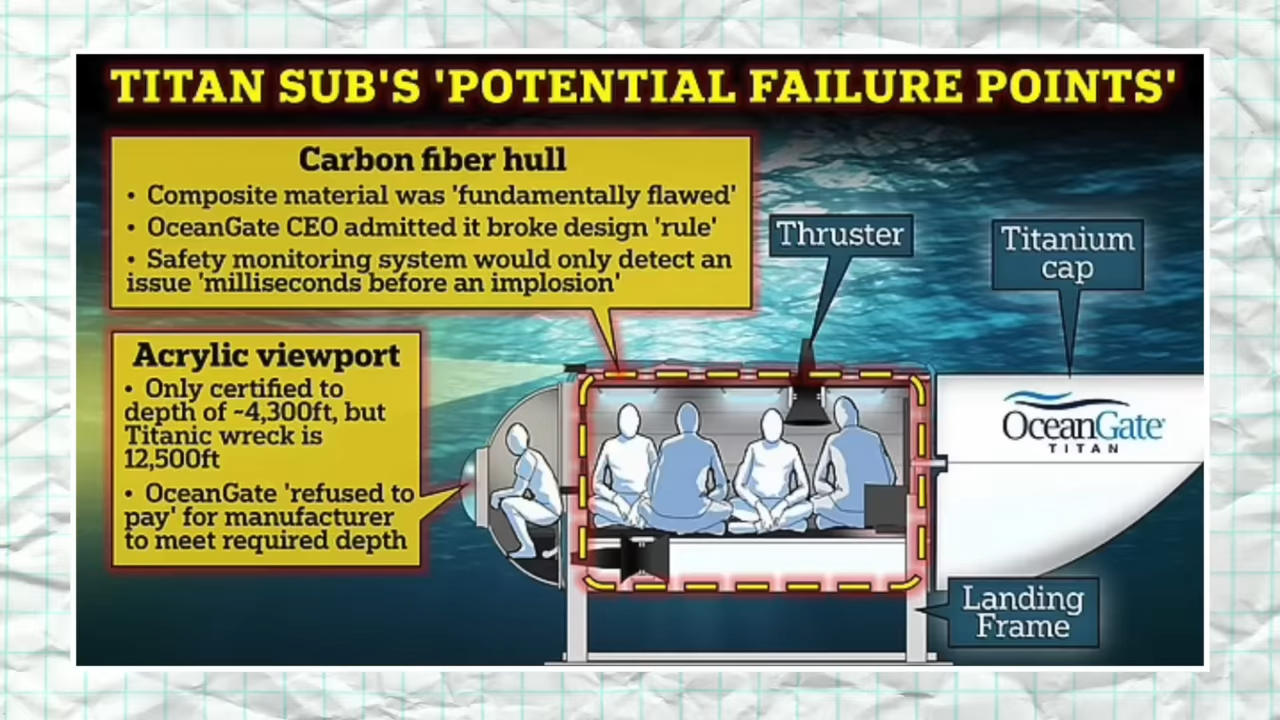 TITAN SUB'S 'POTENTIAL FAILURE POINTS'
Carbon fiber hull
• Composite material was 'fundamentally flawed'
• OceanGate CEO admitted it broke design 'rule'
• Safety monitoring system would only detect an
issue 'milliseconds before an implosion'
Thruster
Titanium
cap
Acrylic viewport
• Only certified to
depth of ~4,300ft, but
Titanic wreck is
12,500ft
• OceanGate 'refused to
pay' for manufacturer
to meet required depth
OceanGate
TITAN
Landing
Frame